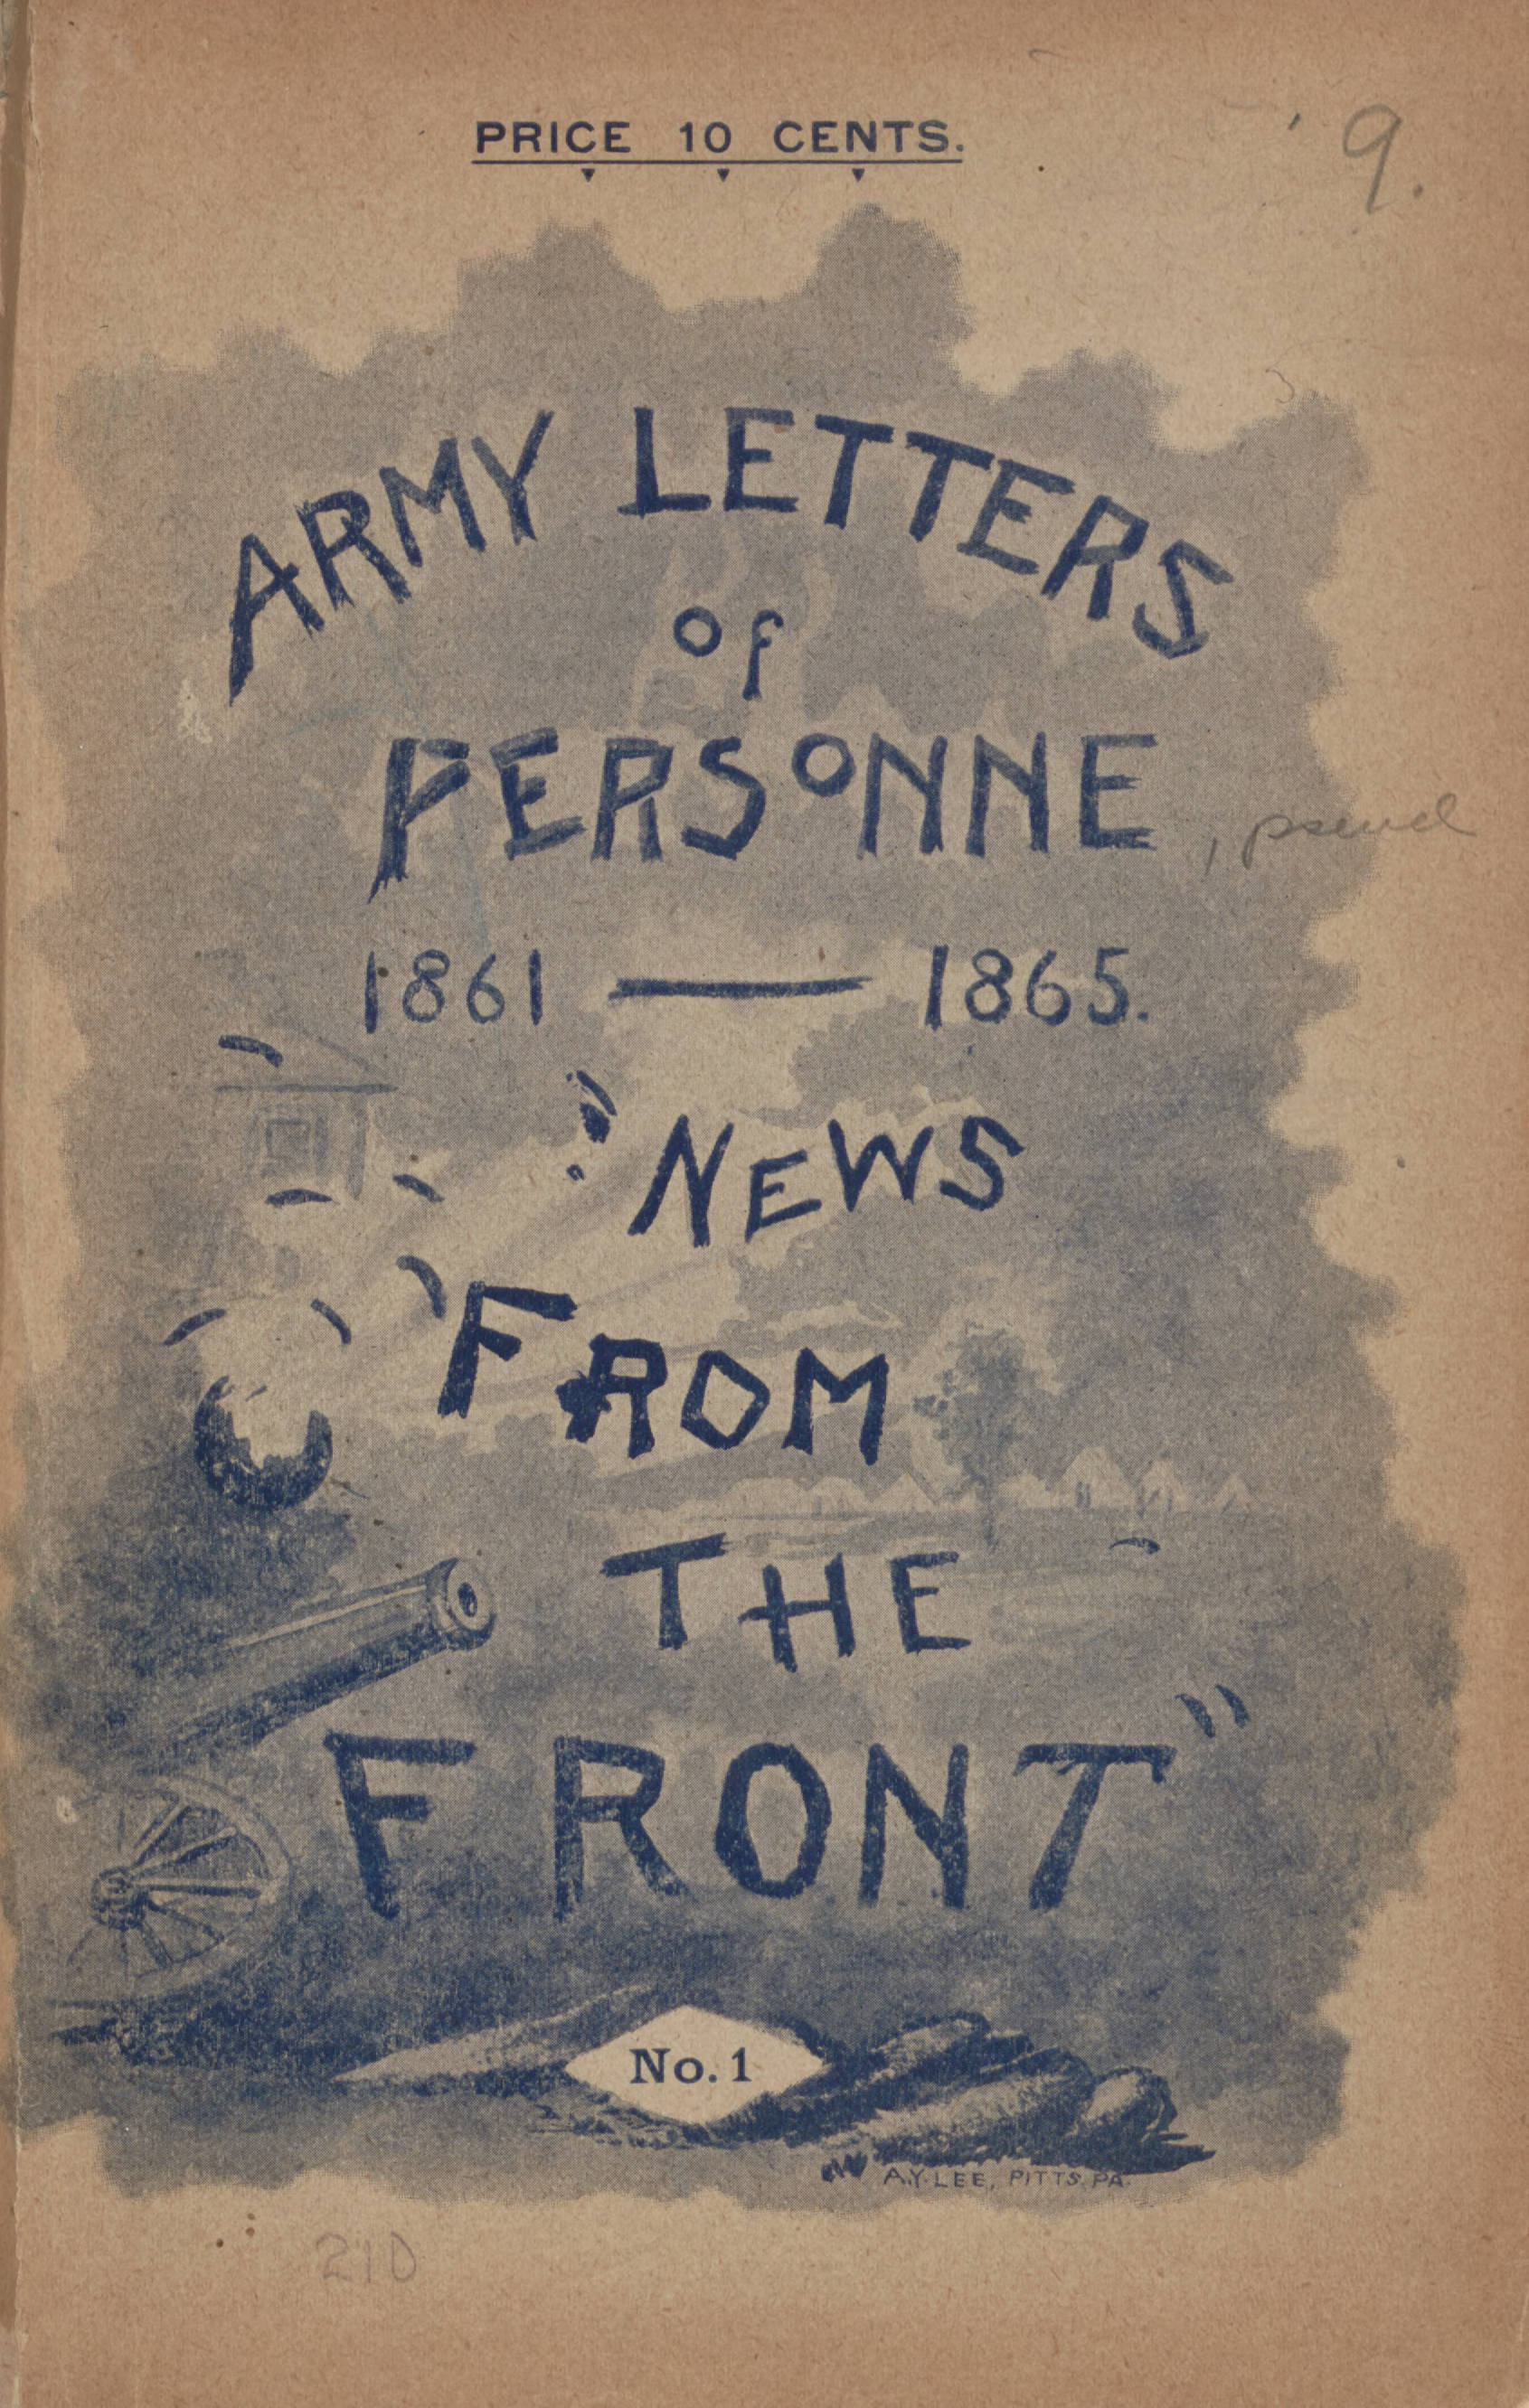 PRICE 10 CENTS.
9.
ARMY LETTERS
OF
PERSONNE
, pseud
1861 — 1865.
"NEWS
FROM
THE
FRONT"
No. 1
A.Y. LEE, PITTS. PA.
210